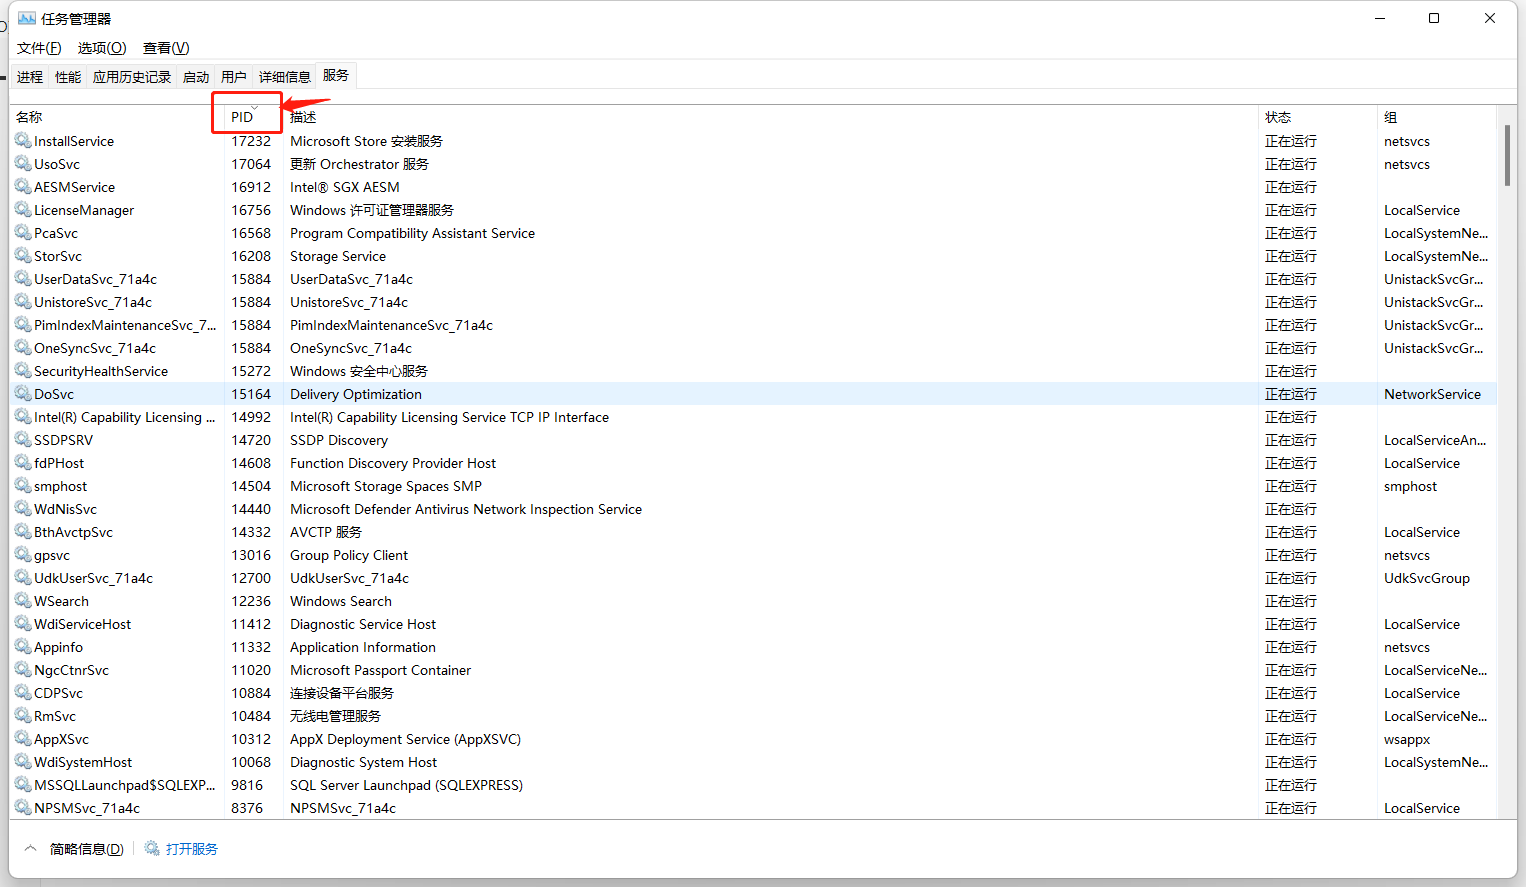 任务管理器
文件(F) 选项(O) 查看(V)
进程 性能 应用历史记录 启动 用户 详细信息 服务
名称 PID 描述 状态 组
InstallService 17232 Microsoft Store 安装服务 正在运行 netsvcs
UsoSvc 17064 更新 Orchestrator 服务 正在运行 netsvcs
AESMService 16912 Intel® SGX AESM 正在运行
LicenseManager 16756 Windows 许可证管理器服务 正在运行 LocalService
PcaSvc 16568 Program Compatibility Assistant Service 正在运行 LocalSystemNe...
StorSvc 16208 Storage Service 正在运行 LocalSystemNe...
UserDataSvc_71a4c 15884 UserDataSvc_71a4c 正在运行 UnistackSvcGr...
UnistoreSvc_71a4c 15884 UnistoreSvc_71a4c 正在运行 UnistackSvcGr...
PimIndexMaintenanceSvc_7... 15884 PimIndexMaintenanceSvc_71a4c 正在运行 UnistackSvcGr...
OneSyncSvc_71a4c 15884 OneSyncSvc_71a4c 正在运行 UnistackSvcGr...
SecurityHealthService 15272 Windows 安全中心服务 正在运行
DoSvc 15164 Delivery Optimization 正在运行 NetworkService
Intel(R) Capability Licensing ... 14992 Intel(R) Capability Licensing Service TCP IP Interface 正在运行
SSDPSRV 14720 SSDP Discovery 正在运行 LocalServiceAn...
fdPHost 14608 Function Discovery Provider Host 正在运行 LocalService
smphost 14504 Microsoft Storage Spaces SMP 正在运行 smphost
WdNisSvc 14440 Microsoft Defender Antivirus Network Inspection Service 正在运行
BthAvctpSvc 14332 AVCTP 服务 正在运行 LocalService
gpsvc 13016 Group Policy Client 正在运行 netsvcs
UdkUserSvc_71a4c 12700 UdkUserSvc_71a4c 正在运行 UdkSvcGroup
WSearch 12236 Windows Search 正在运行
WdiServiceHost 11412 Diagnostic Service Host 正在运行 LocalService
Appinfo 11332 Application Information 正在运行 netsvcs
NgcCtnrSvc 11020 Microsoft Passport Container 正在运行 LocalServiceNe...
CDPSvc 10884 连接设备平台服务 正在运行 LocalService
RmSvc 10484 无线电管理服务 正在运行 LocalServiceNe...
AppXSvc 10312 AppX Deployment Service (AppXSVC) 正在运行 wsappx
WdiSystemHost 10068 Diagnostic System Host 正在运行 LocalSystemNe...
MSSQLLaunchpad$SQLEXP... 9816 SQL Server Launchpad (SQLEXPRESS) 正在运行
NPSMSvc_71a4c 8376 NPSMSvc_71a4c 正在运行 LocalService
简略信息(D) 打开服务